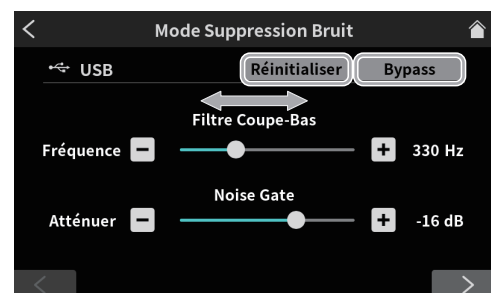 Mode Suppression Bruit
USB Réinitialiser Bypass
Filtre Coupe-Bas
Fréquence − + 330 Hz
Noise Gate
Atténuer − + -16 dB